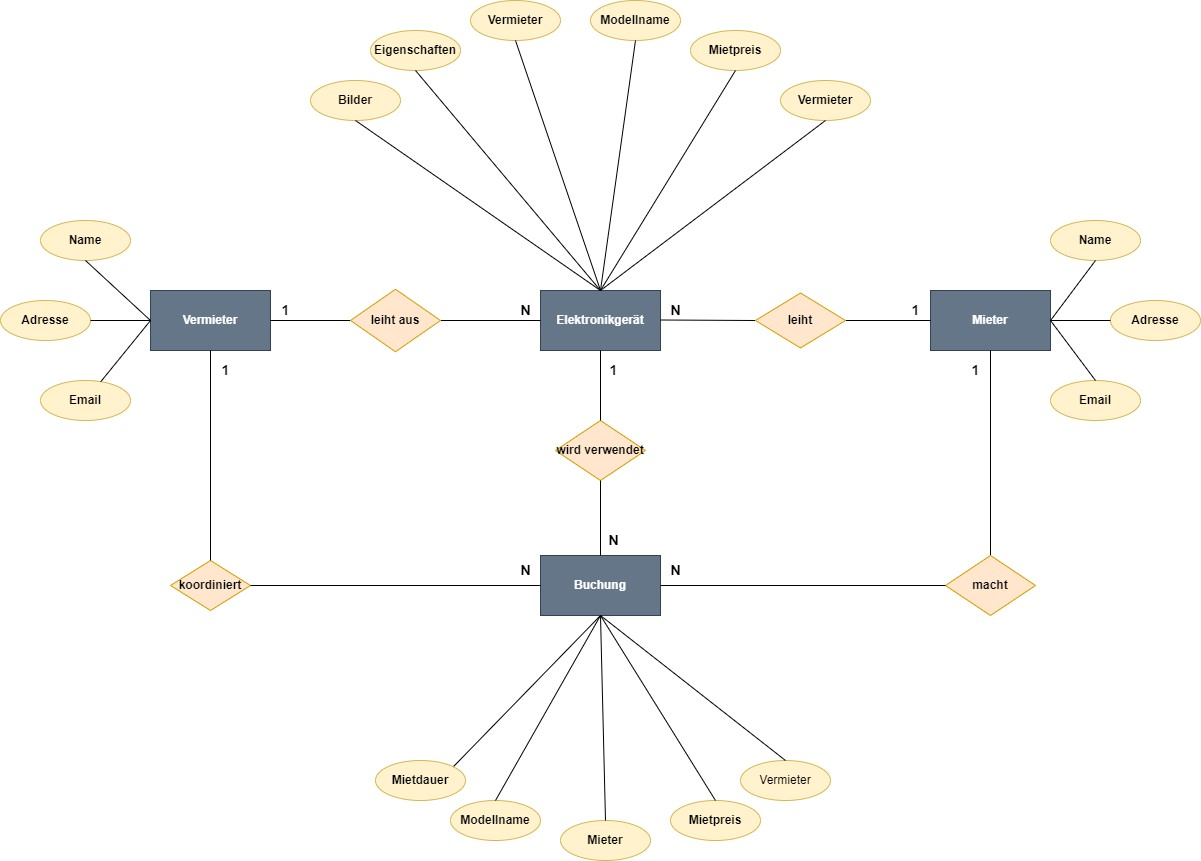 Vermieter
Modellname
Eigenschaften
Mietpreis
Bilder
Vermieter
Name
Name
Adresse
Vermieter
1
leiht aus
N
Elektronikgerät
N
leiht
1
Mieter
Adresse
1
1
1
Email
Email
wird verwendet
N
koordiniert
N
Buchung
N
macht
Mietdauer
Vermieter
Modellname
Mietpreis
Mieter